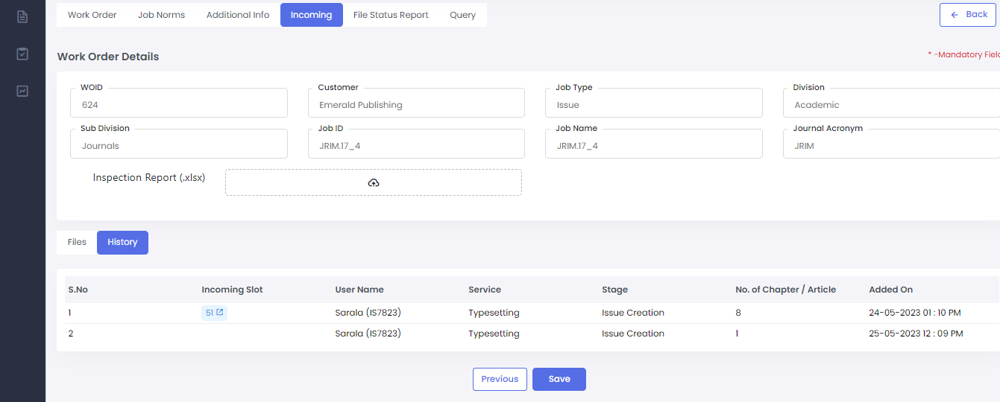 Work Order Job Norms Additional Info Incoming File Status Report Query Back
Work Order Details * -Mandatory Field
WOID Customer Job Type Division
624 Emerald Publishing Issue Academic
Sub Division Job ID Job Name Journal Acronym
Journals JRIM.17_4 JRIM.17_4 JRIM
Inspection Report (.xlsx)
Files History
S.No Incoming Slot User Name Service Stage No. of Chapter / Article Added On
1 51 Sarala (IS7823) Typesetting Issue Creation 8 24-05-2023 01 : 10 PM
2 Sarala (IS7823) Typesetting Issue Creation 1 25-05-2023 12 : 09 PM
Previous Save